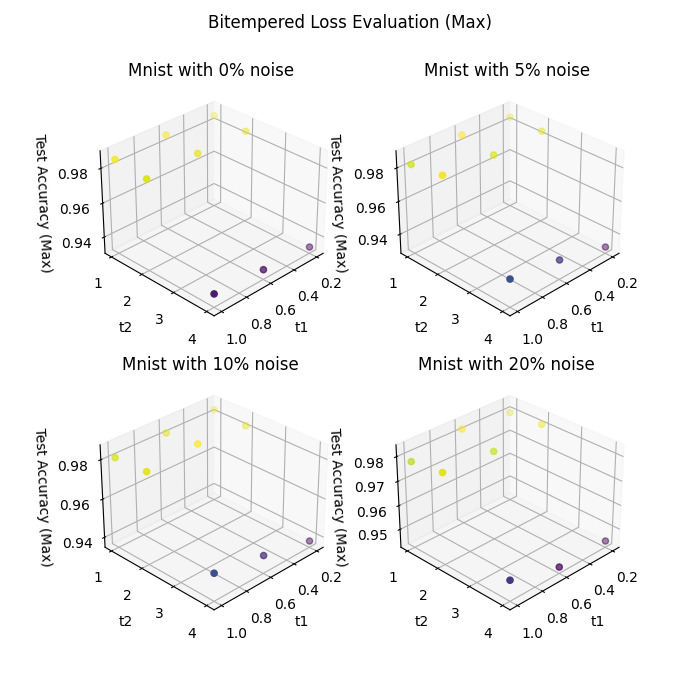 Bitempered Loss Evaluation (Max)
Mnist with 0% noise
Test Accuracy (Max)
0.98
0.96
0.94
1
2
3
4
t2
0.2
0.4
0.6
0.8
1.0
t1
Mnist with 5% noise
Test Accuracy (Max)
0.98
0.96
0.94
1
2
3
4
t2
0.2
0.4
0.6
0.8
1.0
t1
Mnist with 10% noise
Test Accuracy (Max)
0.98
0.96
0.94
1
2
3
4
t2
0.2
0.4
0.6
0.8
1.0
t1
Mnist with 20% noise
Test Accuracy (Max)
0.98
0.97
0.96
0.95
1
2
3
4
t2
0.2
0.4
0.6
0.8
1.0
t1